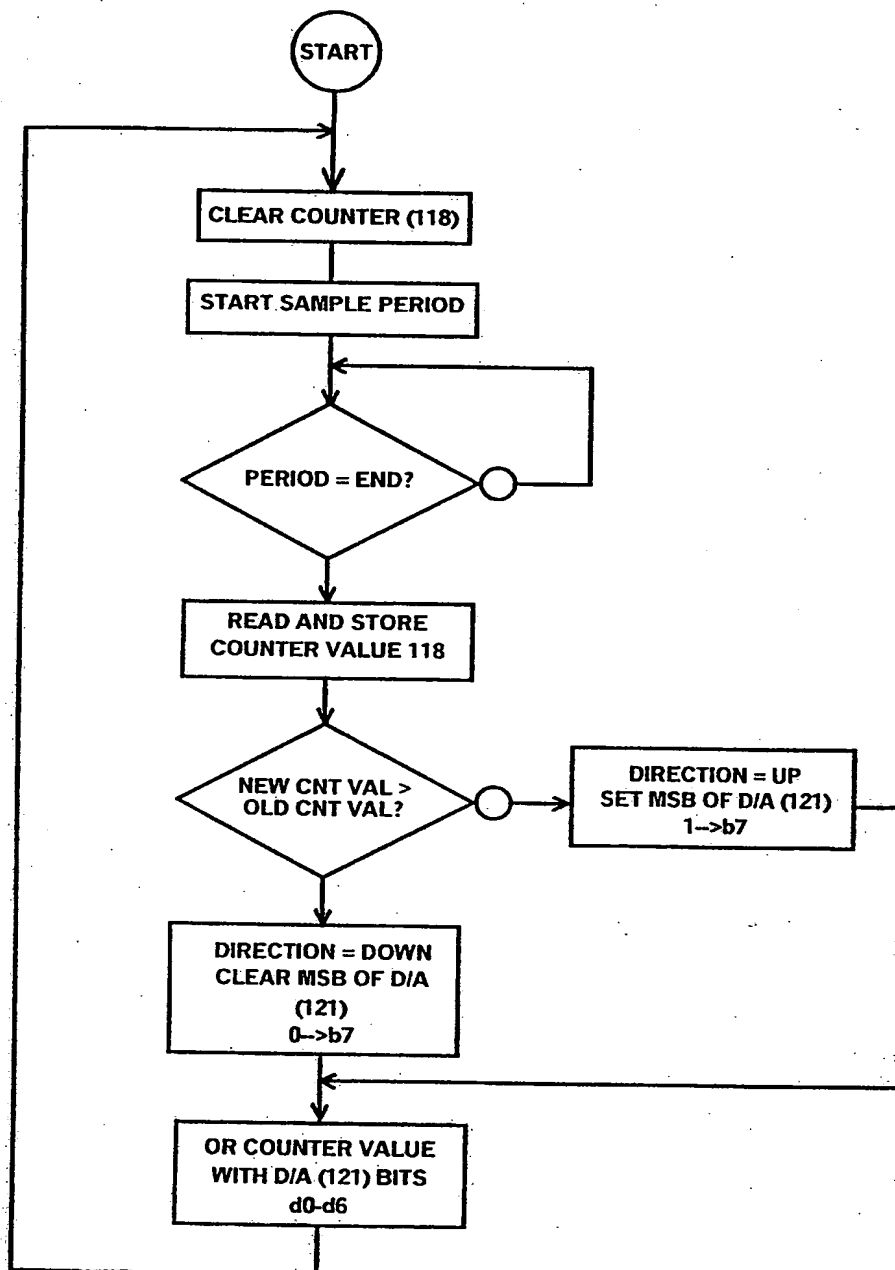 START
CLEAR COUNTER (118)
START SAMPLE PERIOD
PERIOD = END?
READ AND STORE
COUNTER VALUE 118
NEW CNT VAL >
OLD CNT VAL?
DIRECTION = UP
SET MSB OF D/A (121)
1-->b7
DIRECTION = DOWN
CLEAR MSB OF D/A
(121)
0-->b7
OR COUNTER VALUE
WITH D/A (121) BITS
d0-d6